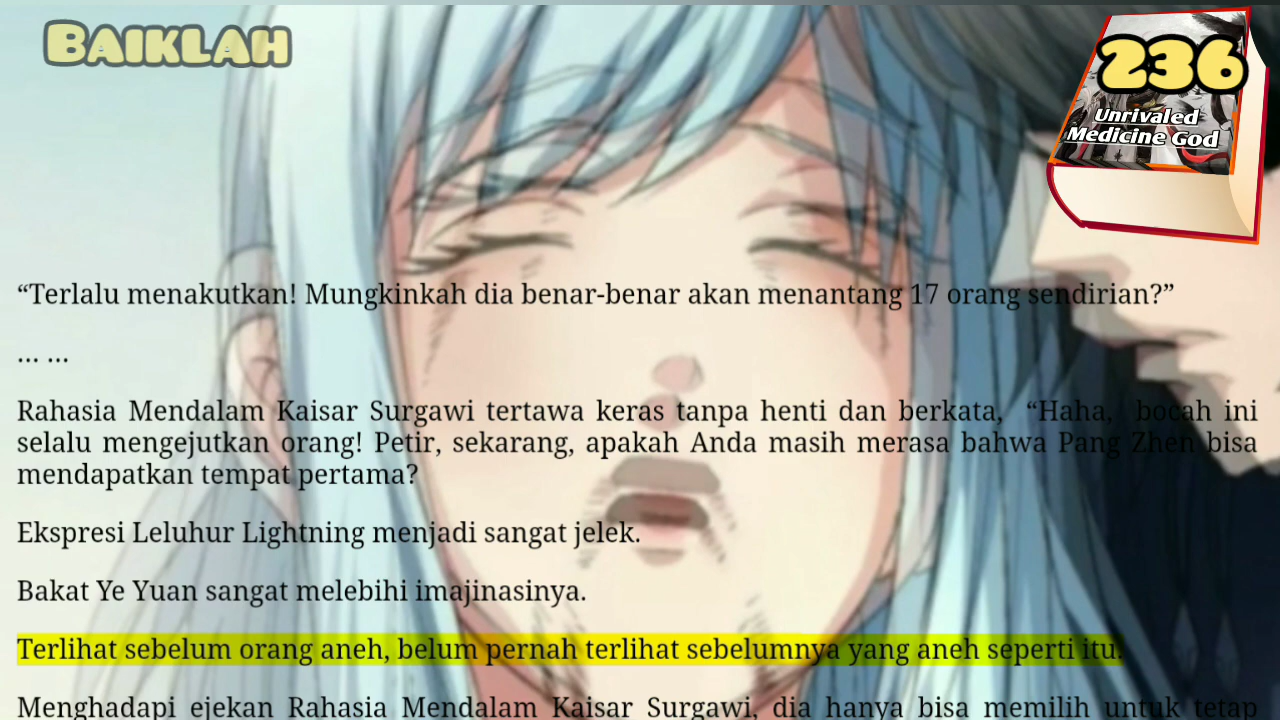 BAIKLAH
236
Unrivaled
Medicine God
“Terlalu menakutkan! Mungkinkah dia benar-benar akan menantang 17 orang sendirian?”
... ...
Rahasia Mendalam Kaisar Surgawi tertawa keras tanpa henti dan berkata, “Haha, bocah ini
selalu mengejutkan orang! Petir, sekarang, apakah Anda masih merasa bahwa Pang Zhen bisa
mendapatkan tempat pertama?
Ekspresi Leluhur Lightning menjadi sangat jelek.
Bakat Ye Yuan sangat melebihi imajinasinya.
Terlihat sebelum orang aneh, belum pernah terlihat sebelumnya yang aneh seperti itu!
Menghadapi ejekan Rahasia Mendalam Kaisar Surgawi, dia hanya bisa memilih untuk tetap